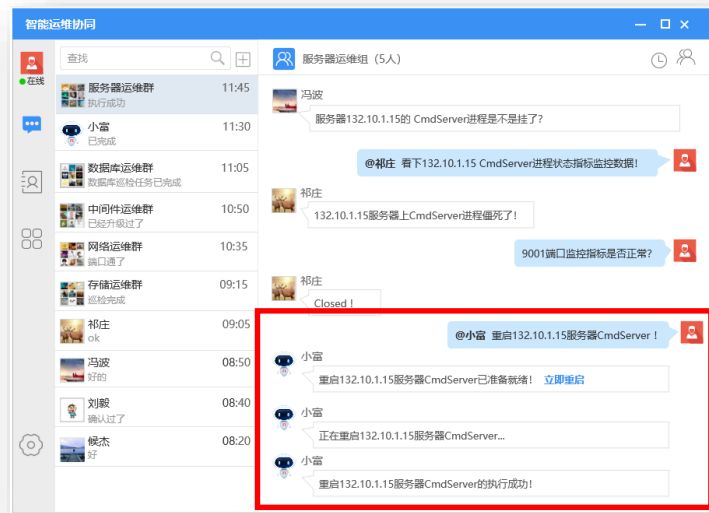 智能运维协同
在线
查找
服务器运维群 11:45
执行成功
小富 11:30
已完成
数据库运维群 11:05
数据库巡检任务已完成
中间件运维群 10:50
已经升级过了
网络运维群 10:35
端口通了
存储运维群 09:15
巡检完成
祁庄 09:05
ok
冯波 08:50
好的
刘毅 08:40
确认过了
候杰 08:20
好
服务器运维组（5人）
冯波
服务器132.10.1.15的 CmdServer进程是不是挂了?
@祁庄 看下132.10.1.15 CmdServer进程状态指标监控数据!
祁庄
132.10.1.15服务器上CmdServer进程僵死了!
9001端口监控指标是否正常?
祁庄
Closed !
@小富 重启132.10.1.15服务器CmdServer !
小富
重启132.10.1.15服务器CmdServer已准备就绪! 立即重启
小富
正在重启132.10.1.15服务器CmdServer...
小富
重启132.10.1.15服务器CmdServer的执行成功!